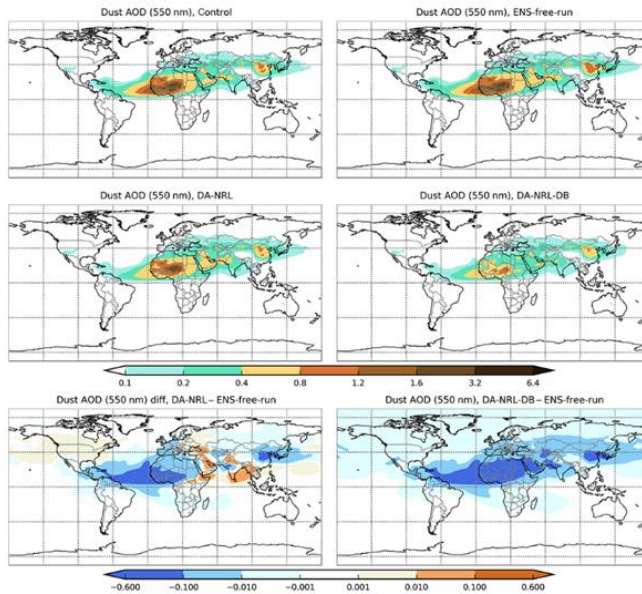 Dust AOD (550 nm), Control
Dust AOD (550 nm), ENS-free-run
Dust AOD (550 nm), DA-NRL
Dust AOD (550 nm), DA-NRL-DB
0.1 0.2 0.4 0.8 1.2 1.6 3.2 6.4
Dust AOD (550 nm) diff, DA-NRL− ENS-free-run
Dust AOD (550 nm), DA-NRL-DB− ENS-free-run
−0.600 −0.100 −0.010 −0.001 0.001 0.010 0.100 0.600